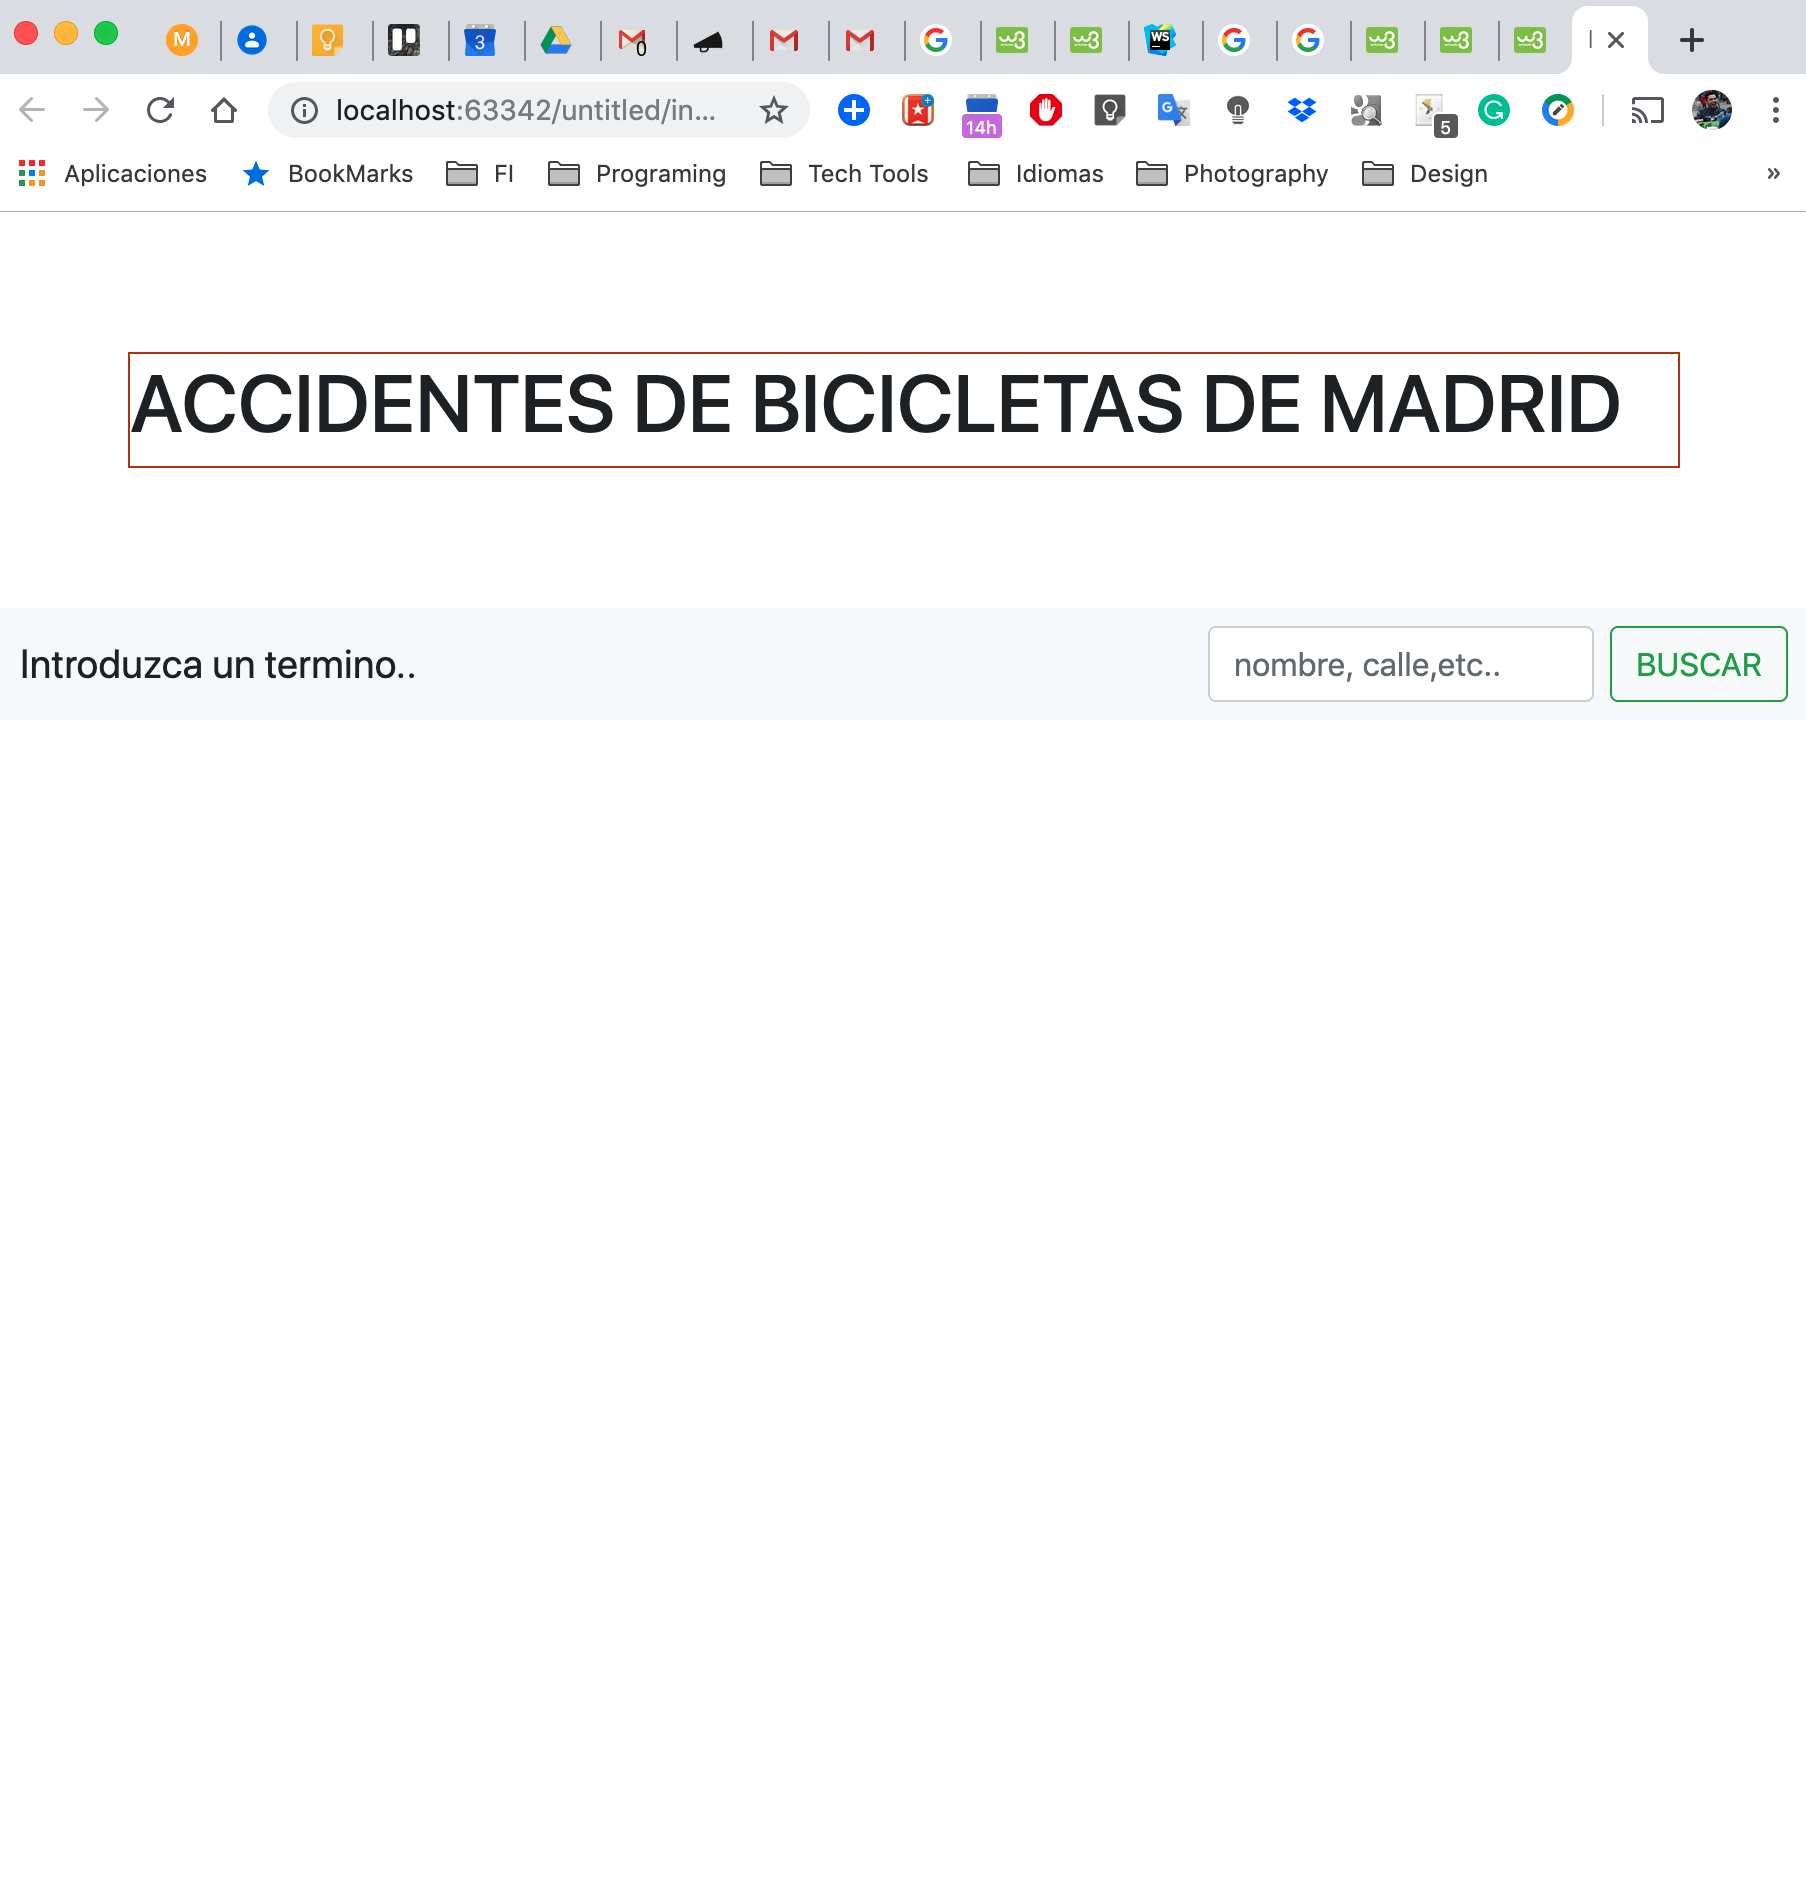 M 3 0 WS
localhost:63342/untitled/in... 14h 5
Aplicaciones BookMarks FI Programing Tech Tools Idiomas Photography Design »
ACCIDENTES DE BICICLETAS DE MADRID
Introduzca un termino.. nombre, calle,etc.. BUSCAR